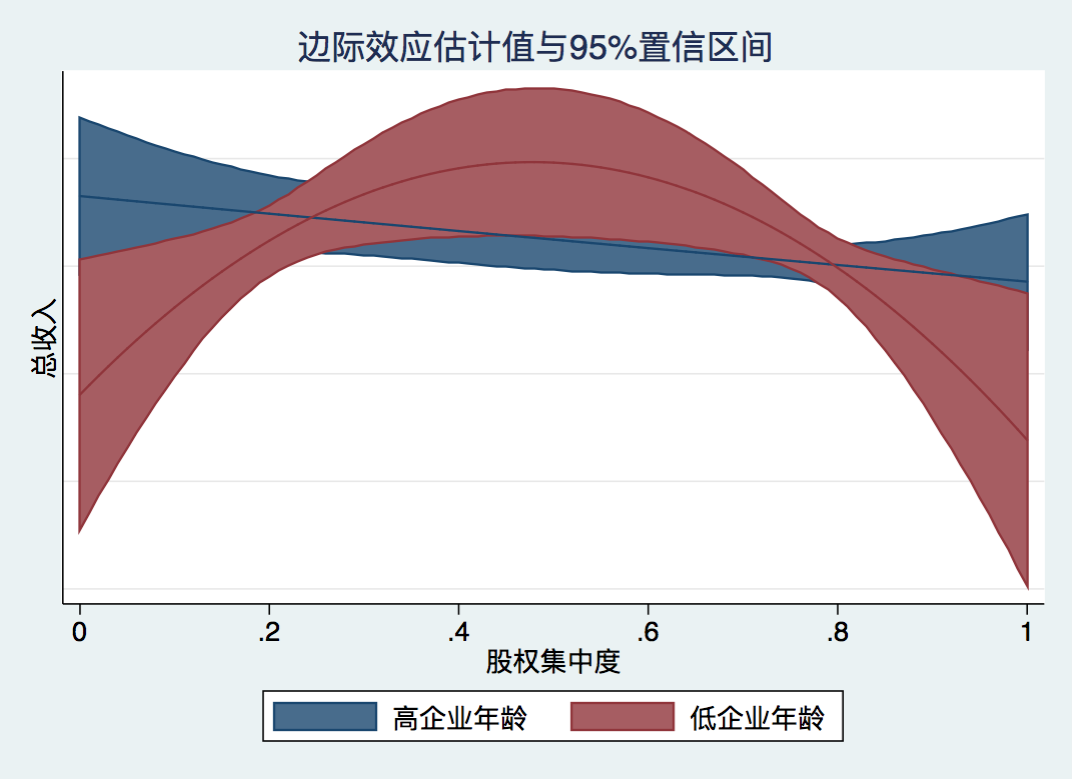 边际效应估计值与95%置信区间
总收入
0 .2 .4 .6 .8 1
股权集中度
高企业年龄 低企业年龄